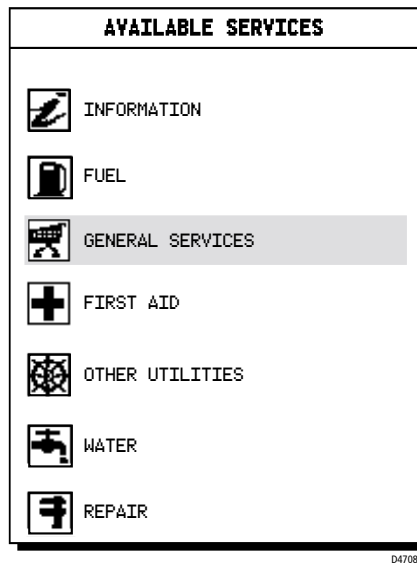 AVAILABLE SERVICES
INFORMATION
FUEL
GENERAL SERVICES
FIRST AID
OTHER UTILITIES
WATER
REPAIR
D4708